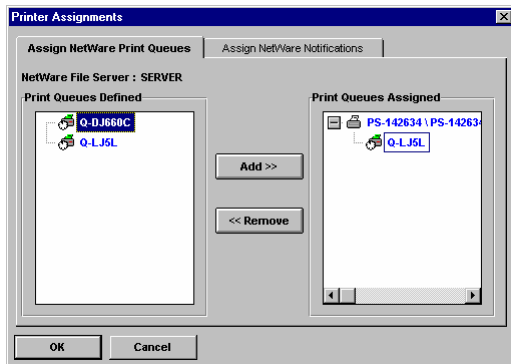 Printer Assignments
Assign NetWare Print Queues
Assign NetWare Notifications
NetWare File Server : SERVER
Print Queues Defined
Q-DJ660C
Q-LJ5L
Add >>
<< Remove
Print Queues Assigned
PS-142634 \ PS-142634
Q-LJ5L
OK
Cancel